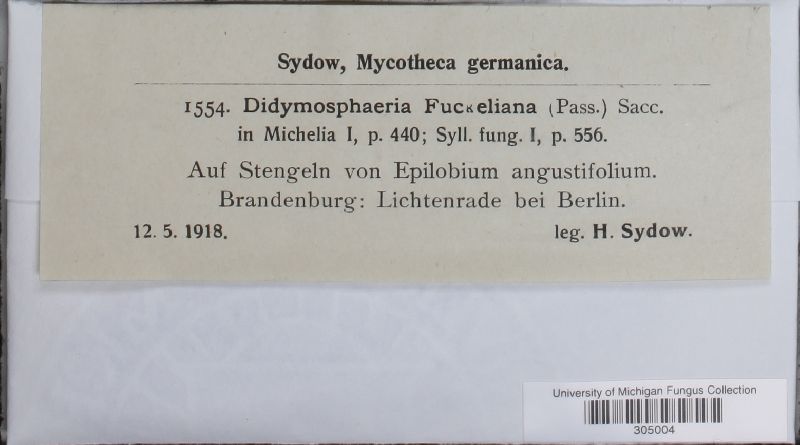 Sydow, Mycotheca germanica.
1554. Didymosphaeria Fuckeliana (Pass.) Sacc.
in Michelia I, p. 440; Syll. fung. I, p. 556.
Auf Stengeln von Epilobium angustifolium.
Brandenburg: Lichtenrade bei Berlin.
12. 5. 1918. leg. H. Sydow.
University of Michigan Fungus Collection
305004